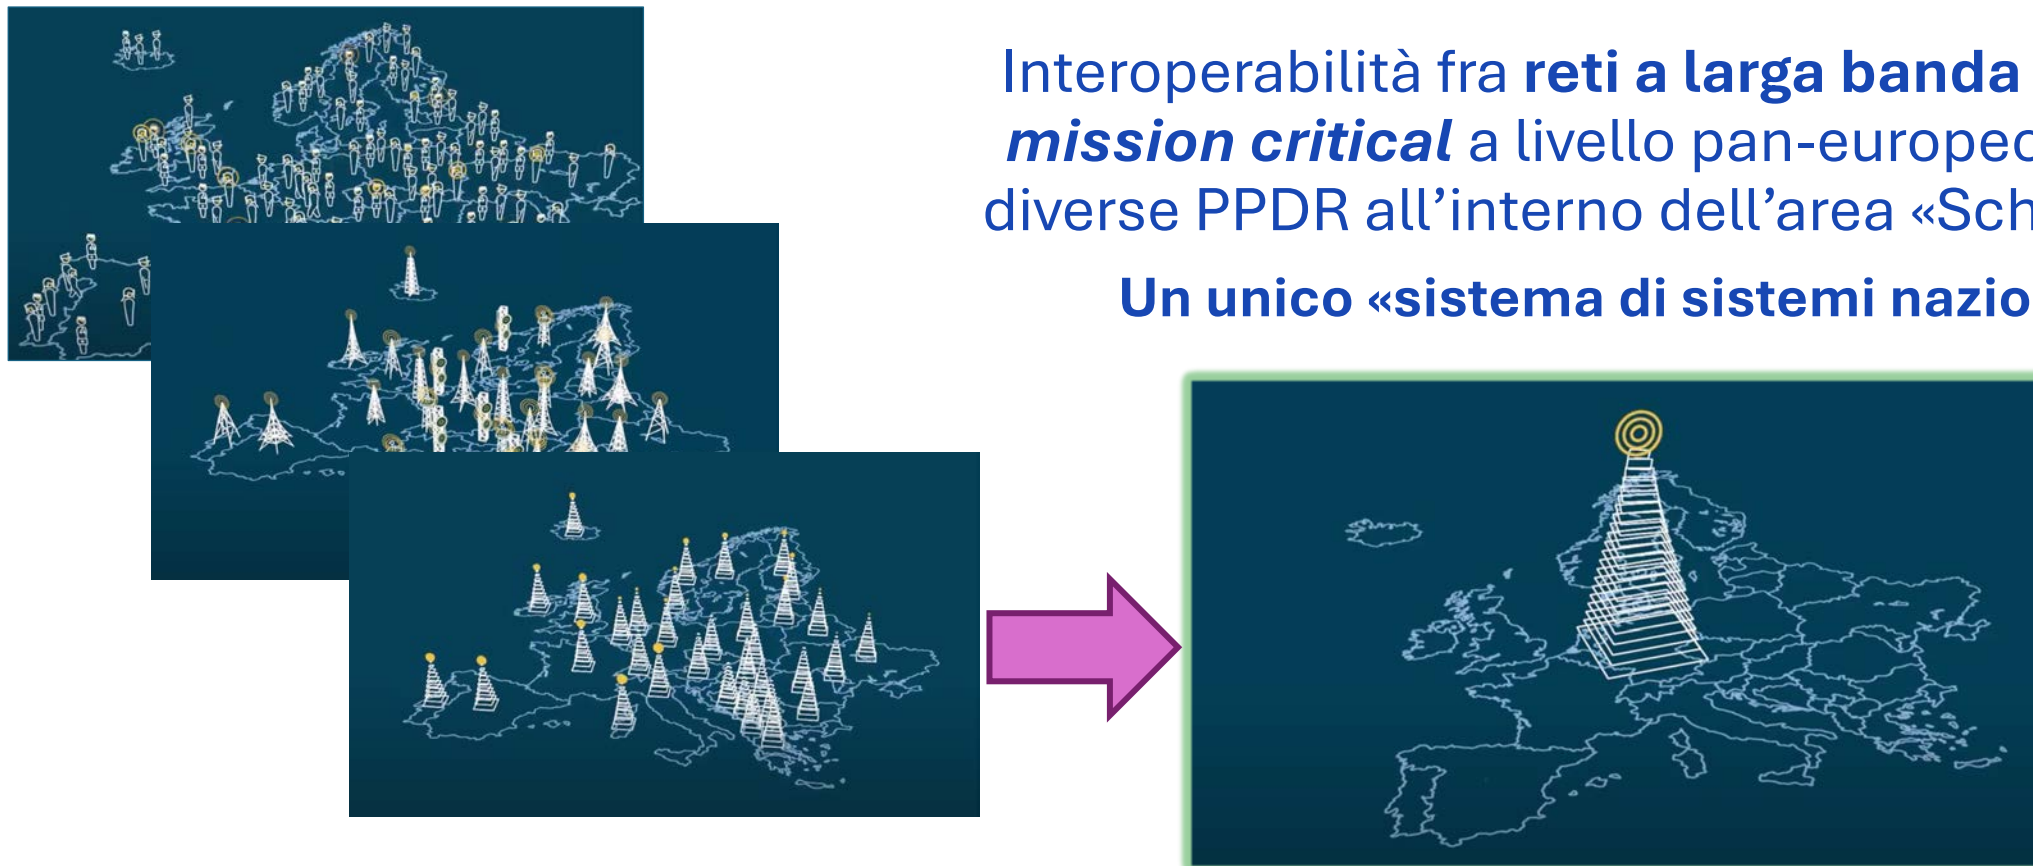 Interoperabilità fra reti a larga banda
mission critical a livello pan-europeo
diverse PPDR all’interno dell’area «Sch
Un unico «sistema di sistemi nazio